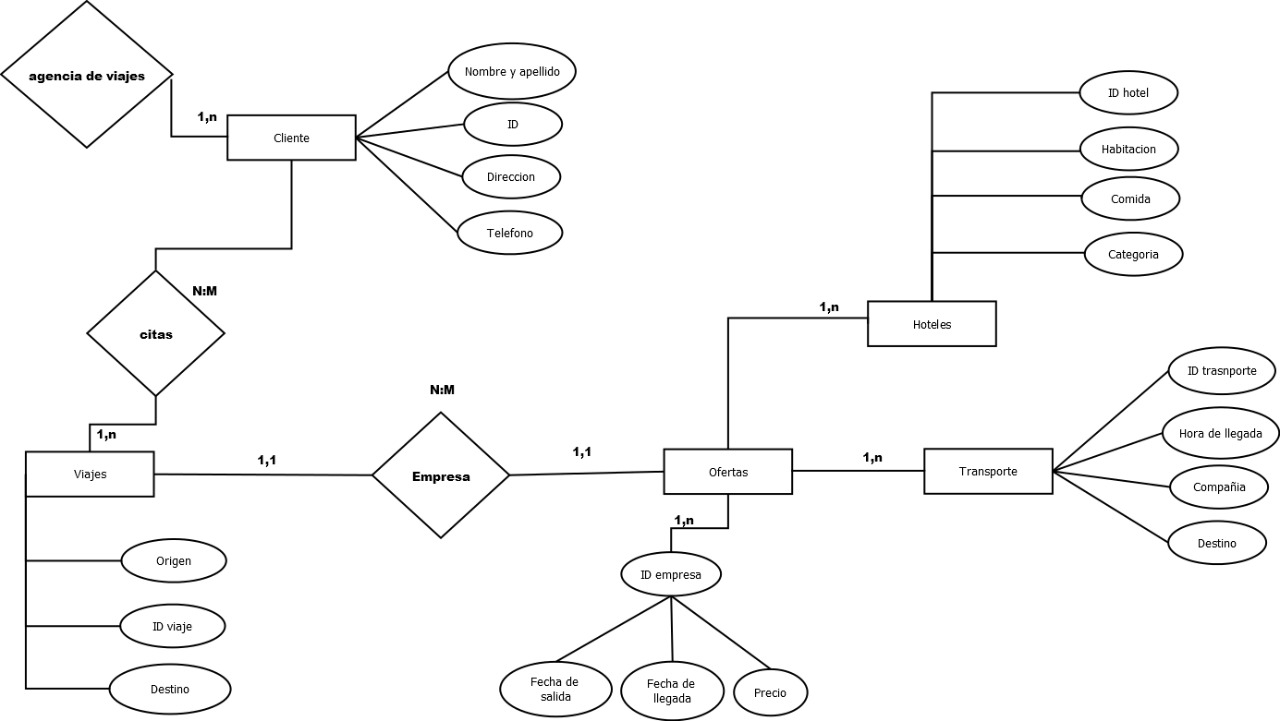 agencia de viajes
1,n
Cliente
Nombre y apellido
ID
Direccion
Telefono
ID hotel
Habitacion
Comida
Categoria
N:M
citas
1,n
Hoteles
ID trasnporte
Hora de llegada
Compañia
Destino
N:M
1,n
Viajes
1,1
Empresa
1,1
Ofertas
1,n
Transporte
1,n
Origen
ID viaje
Destino
ID empresa
Fecha de
salida
Fecha de
llegada
Precio